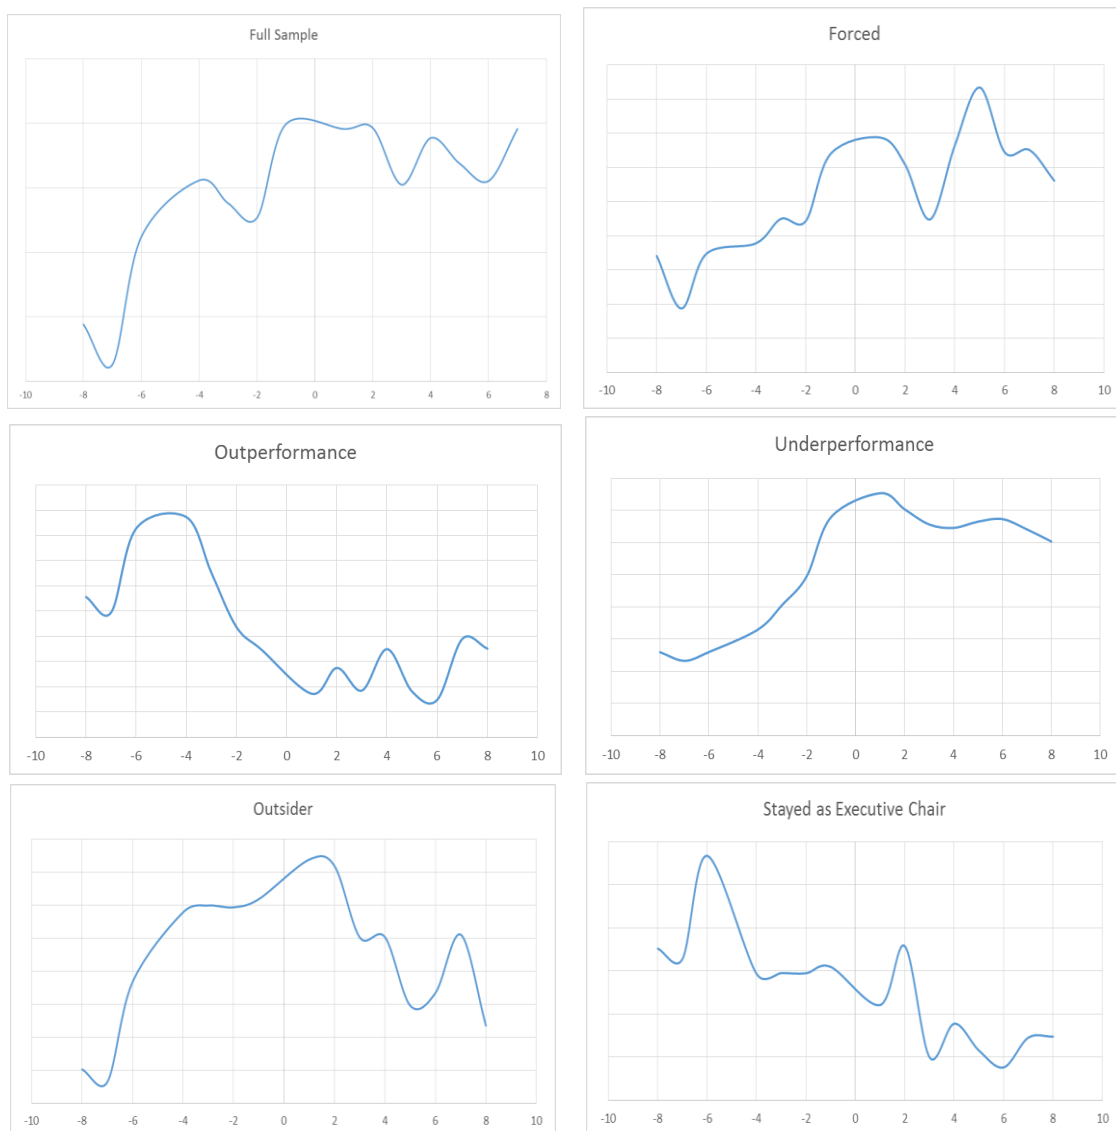 Full Sample
-10 -8 -6 -4 -2 0 2 4 6 8
Forced
-10 -8 -6 -4 -2 0 2 4 6 8 10
Outperformance
-10 -8 -6 -4 -2 0 2 4 6 8 10
Underperformance
-10 -8 -6 -4 -2 0 2 4 6 8 10
Outsider
-10 -8 -6 -4 -2 0 2 4 6 8 10
Stayed as Executive Chair
-10 -8 -6 -4 -2 0 2 4 6 8 10